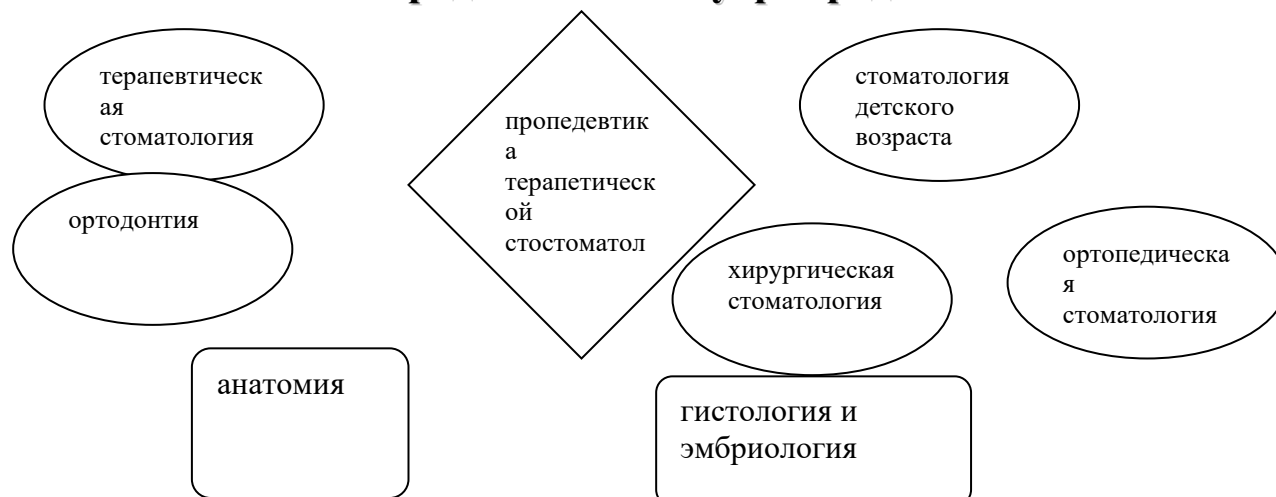 терапевтическ
ая
стоматология
ортодонтия
пропедевтик
а
терапетическ
ой
стостоматол
стоматология
детского
возраста
хирургическая
стоматология
ортопедическа
я
стоматология
анатомия
гистология и
эмбриология